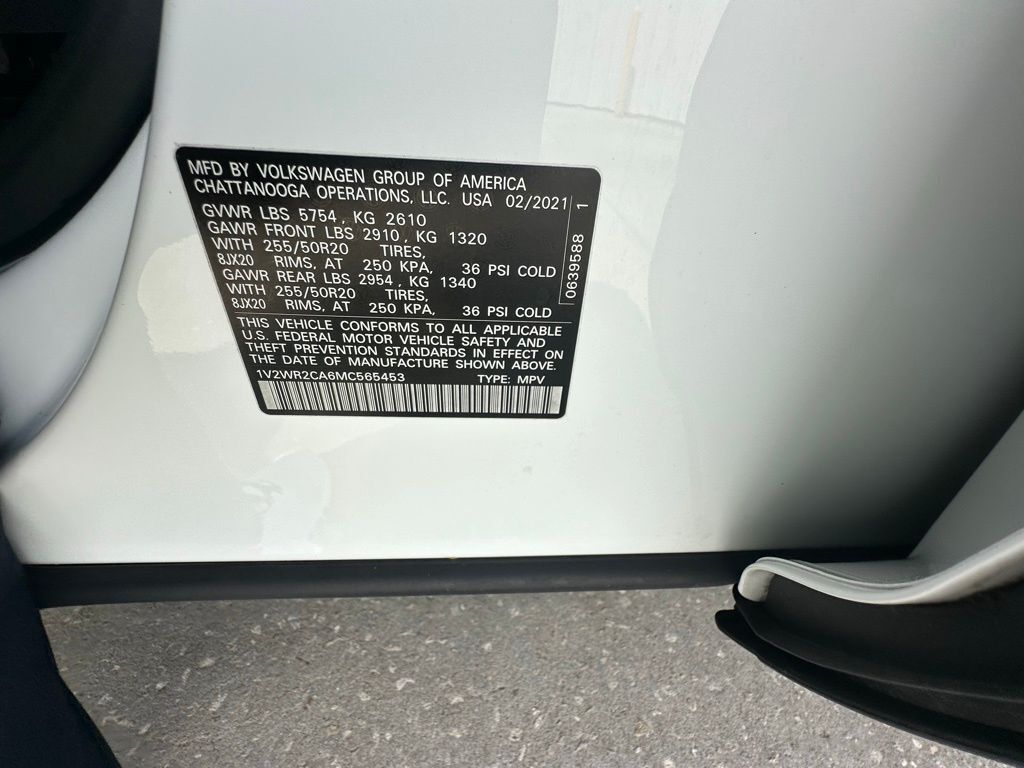 MFD BY VOLKSWAGEN GROUP OF AMERICA
CHATTANOOGA OPERATIONS, LLC. USA 02/2021
GVWR LBS 5754, KG 2610
GAWR FRONT LBS 2910, KG 1320
WITH 255/50R20 TIRES,
8JX20 RIMS, AT 250 KPA, 36 PSI COLD
GAWR REAR LBS 2954, KG 1340
WITH 255/50R20 TIRES,
8JX20 RIMS, AT 250 KPA, 36 PSI COLD
0639588 1
THIS VEHICLE CONFORMS TO ALL APPLICABLE
U.S. FEDERAL MOTOR VEHICLE SAFETY AND
THEFT PREVENTION STANDARDS IN EFFECT ON
THE DATE OF MANUFACTURE SHOWN ABOVE.
1V2WR2CA6MC565453 TYPE: MPV